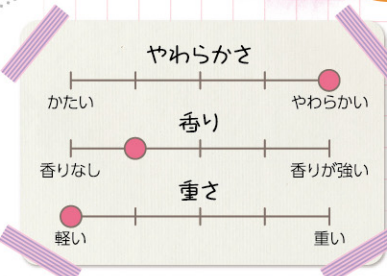 やわらかさ
かたい やわらかい
香り
香りなし 香りが強い
重さ
軽い 重い